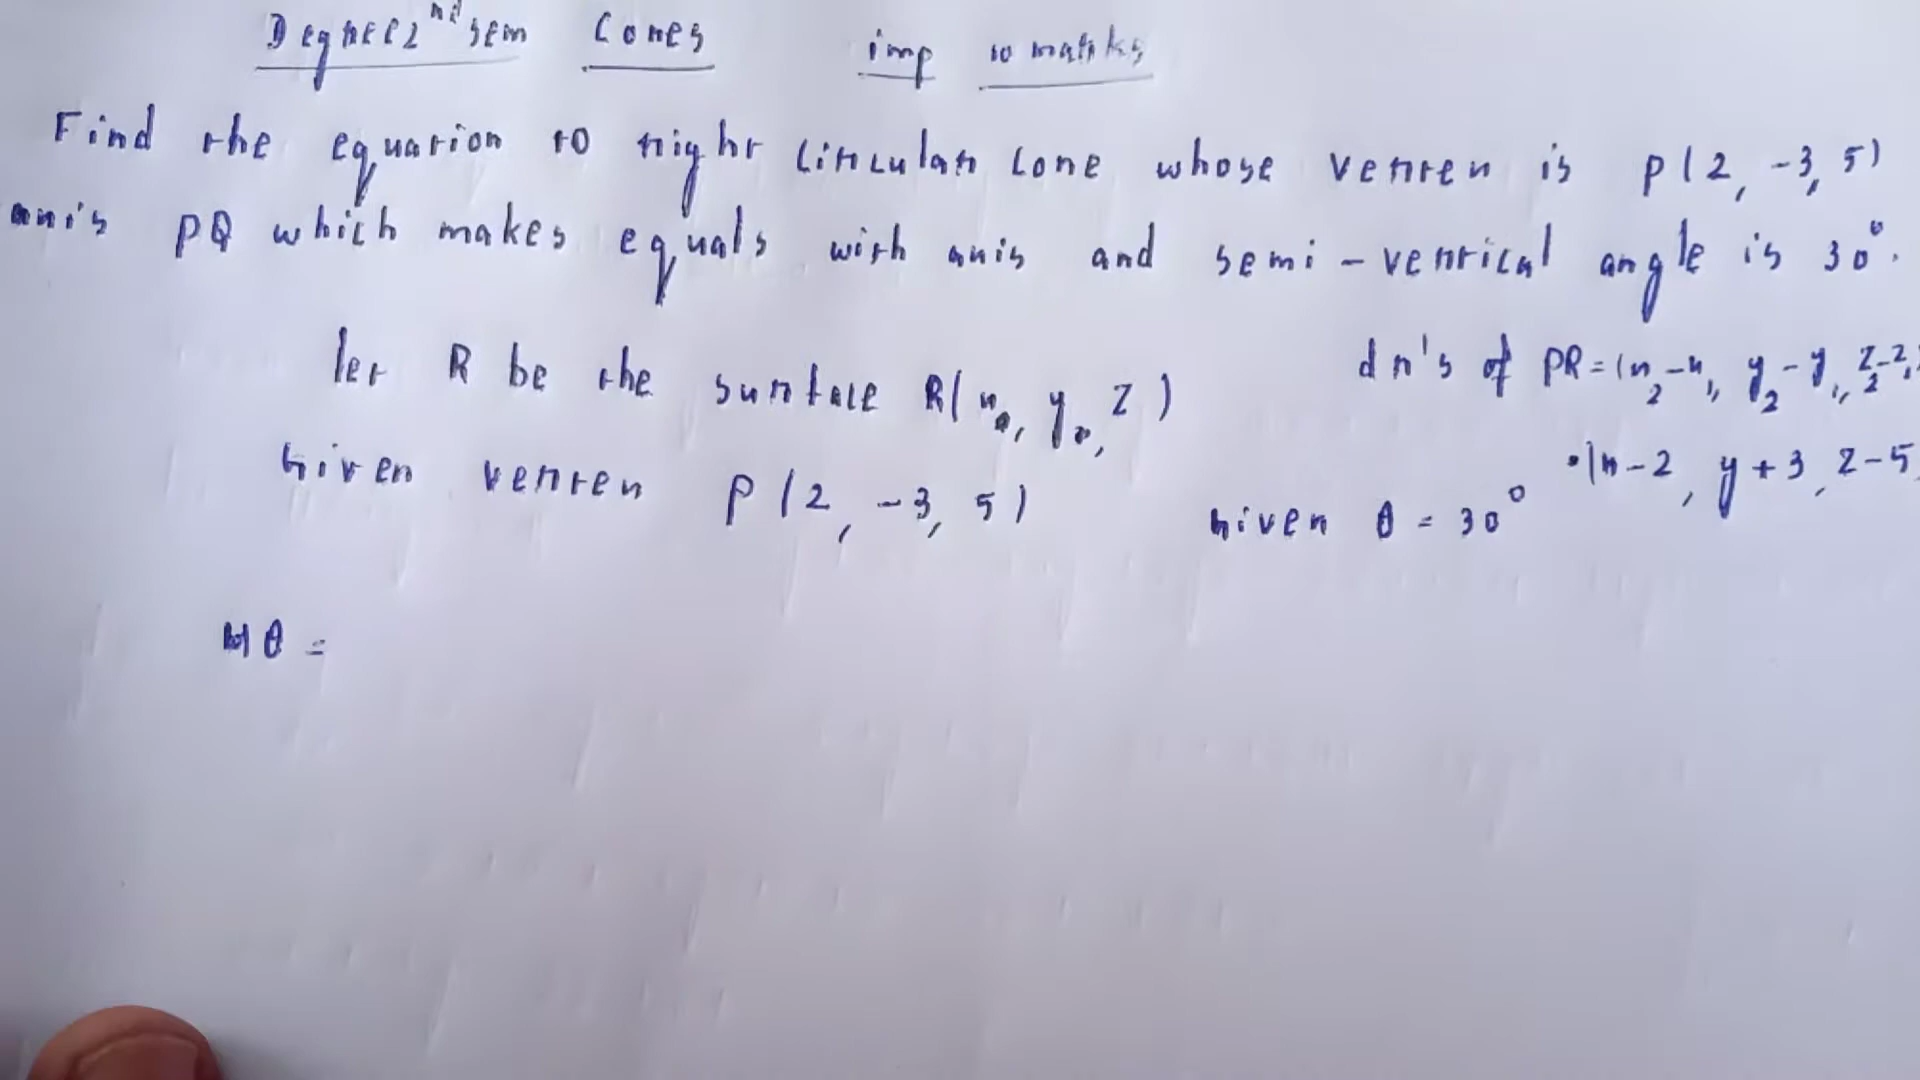 Degree 2nd sem Cones imp 10 marks
Find the equation to right circular cone whose vertex is P(2, -3, 5)
axis PQ which makes equals with axis and semi-vertical angle is 30°.
let R be the surface R(x, y, z)
dr's of PR = (x₂-x₁, y₂-y₁, z₂-z₁
(x-2, y+3, z-5
Given vertex P(2, -3, 5)
Given θ = 30°
θ =